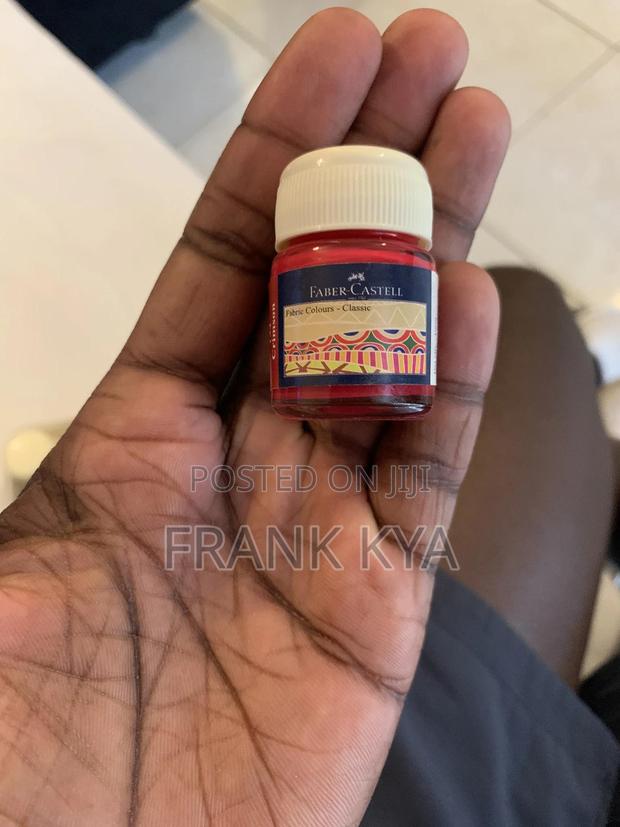 FABER-CASTELL
Fabric Colours - Classic
Crimson
POSTED ON JIJI
FRANK KYA